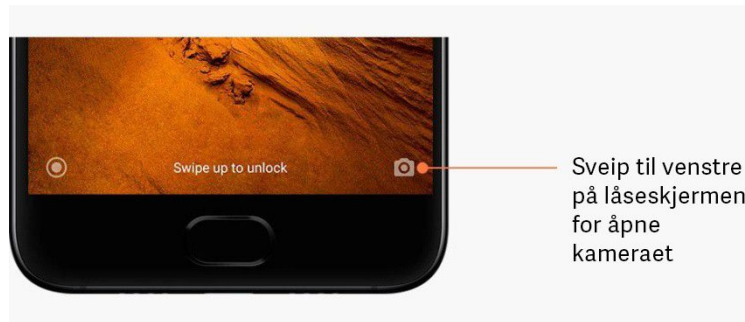 Swipe up to unlock
Sveip til venstre
på låseskjermen
for åpne
kameraet